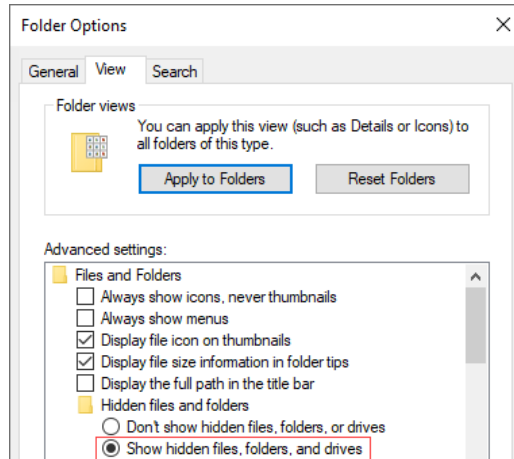 Folder Options
General View Search
Folder views
You can apply this view (such as Details or Icons) to
all folders of this type.
Apply to Folders Reset Folders
Advanced settings:
Files and Folders
Always show icons, never thumbnails
Always show menus
Display file icon on thumbnails
Display file size information in folder tips
Display the full path in the title bar
Hidden files and folders
Don't show hidden files, folders, or drives
Show hidden files, folders, and drives